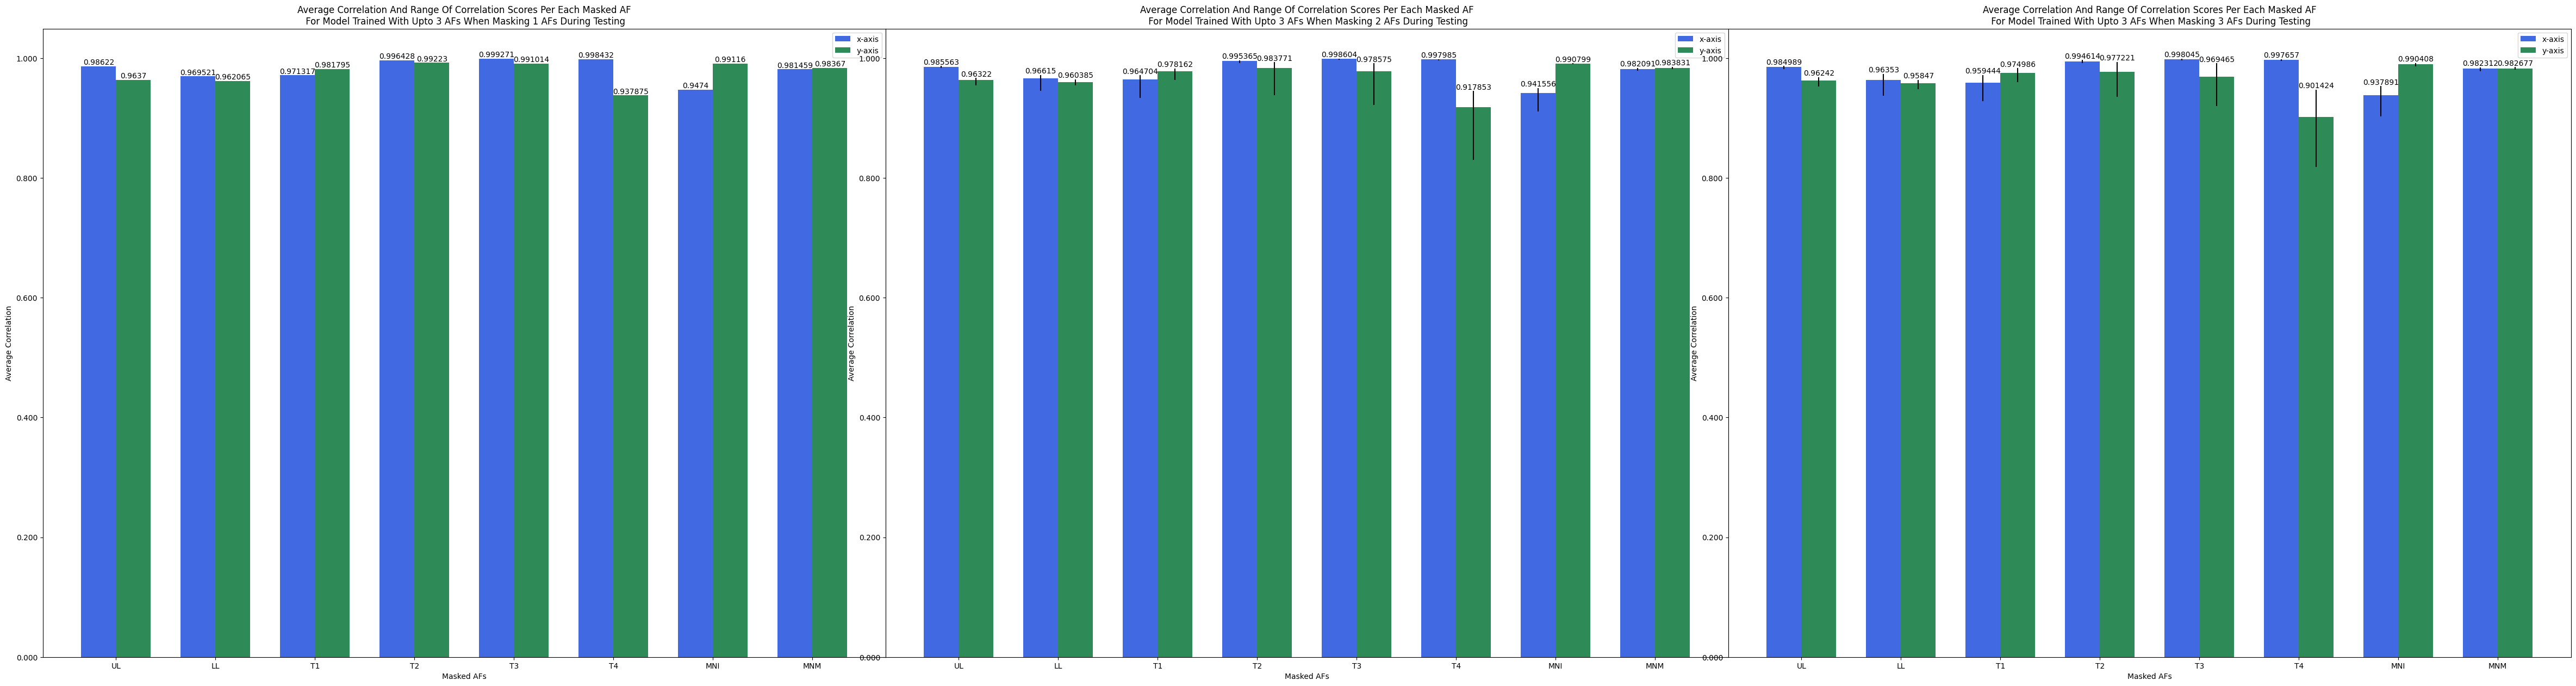 Average Correlation And Range Of Correlation Scores Per Each Masked AF
For Model Trained With Upto 3 AFs When Masking 1 AFs During Testing
x-axis
y-axis
1.000
0.800
0.600
0.400
0.200
0.000
Average Correlation
0.98622
0.9637
0.969521
0.962065
0.971317
0.981795
0.996428
0.99223
0.999271
0.991014
0.998432
0.937875
0.9474
0.99116
0.981459
0.98367
UL
LL
T1
T2
T3
T4
MNI
MNM
Masked AFs
Average Correlation And Range Of Correlation Scores Per Each Masked AF
For Model Trained With Upto 3 AFs When Masking 2 AFs During Testing
x-axis
y-axis
1.000
0.800
0.600
0.400
0.200
0.000
Average Correlation
0.985563
0.96322
0.96615
0.960385
0.964704
0.978162
0.995365
0.983771
0.998604
0.978575
0.997985
0.917853
0.941556
0.990799
0.982091
0.983831
UL
LL
T1
T2
T3
T4
MNI
MNM
Masked AFs
Average Correlation And Range Of Correlation Scores Per Each Masked AF
For Model Trained With Upto 3 AFs When Masking 3 AFs During Testing
x-axis
y-axis
1.000
0.800
0.600
0.400
0.200
0.000
Average Correlation
0.984989
0.96242
0.96353
0.95847
0.959444
0.974986
0.994614
0.977221
0.998045
0.969465
0.997657
0.901424
0.937891
0.990408
0.982312
0.982677
UL
LL
T1
T2
T3
T4
MNI
MNM
Masked AFs